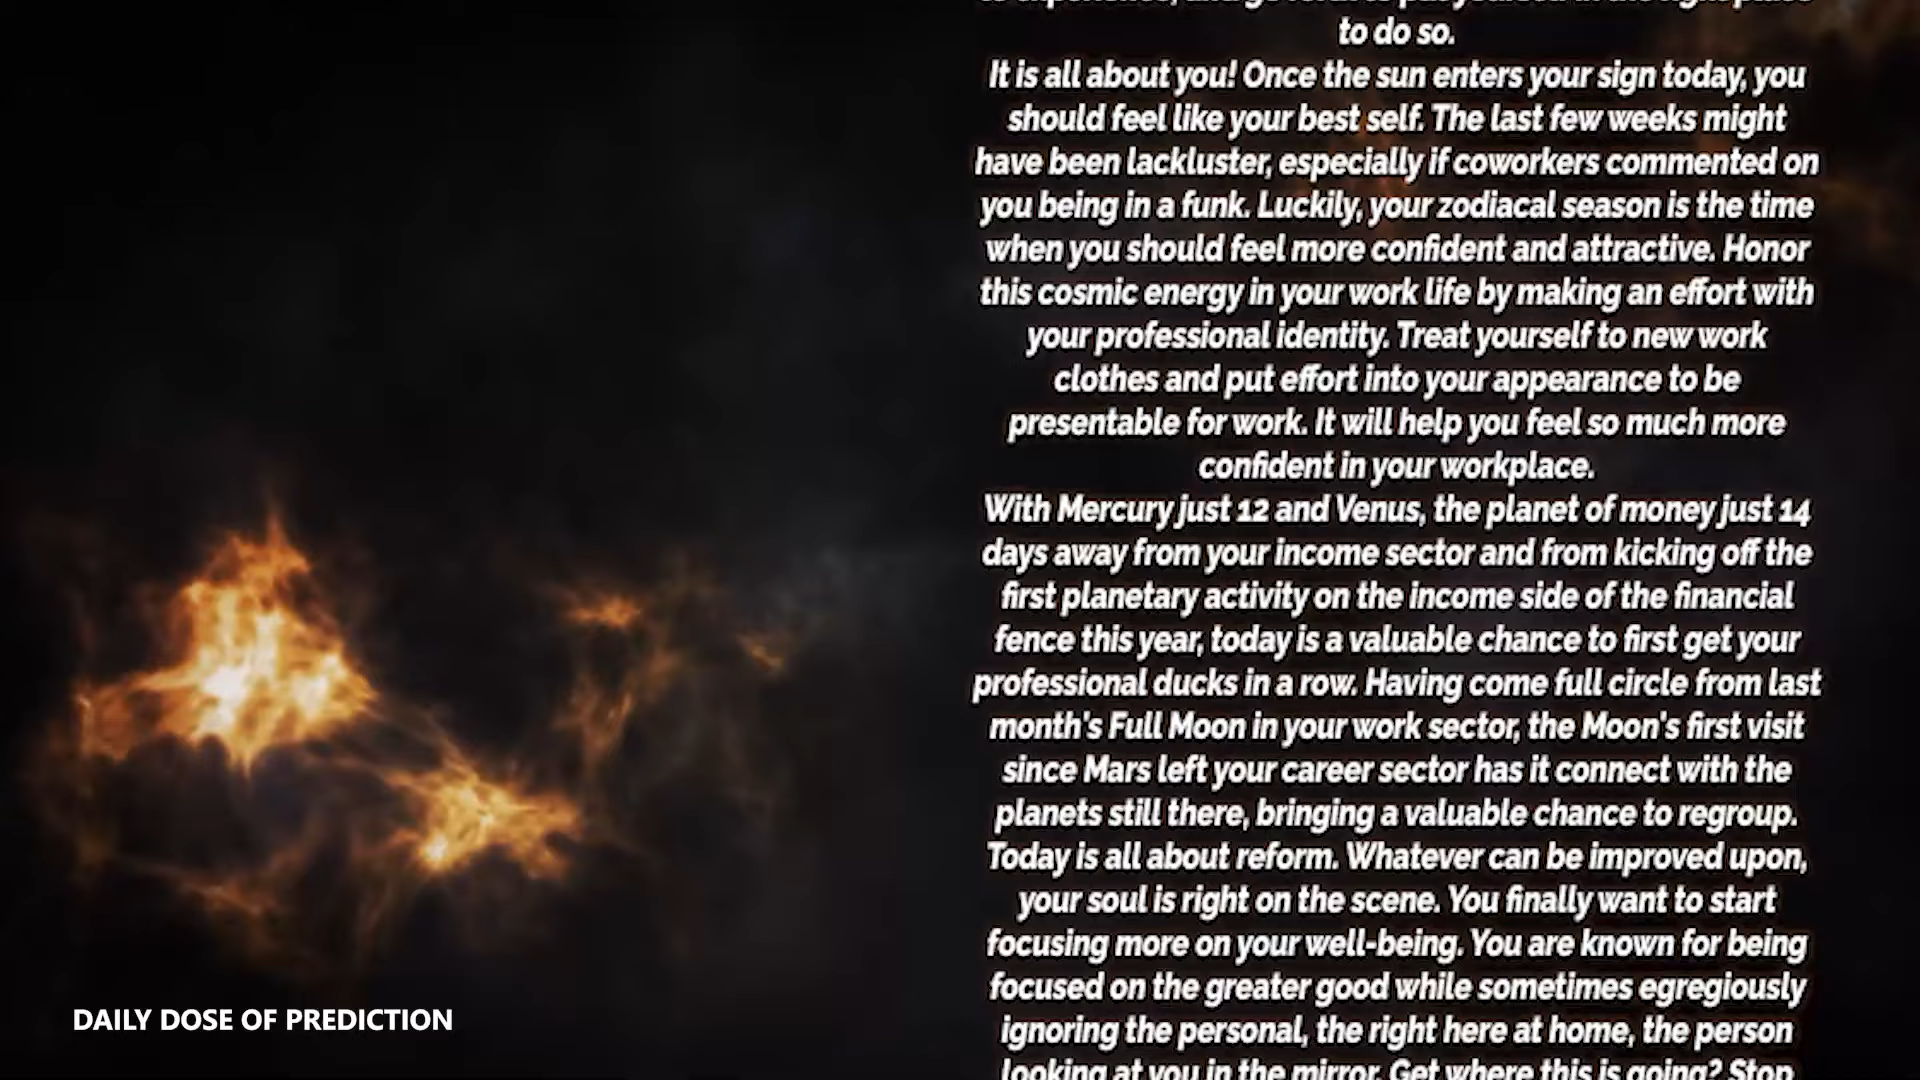 to do so.
It is all about you! Once the sun enters your sign today, you
should feel like your best self. The last few weeks might
have been lackluster, especially if coworkers commented on
you being in a funk. Luckily, your zodiacal season is the time
when you should feel more confident and attractive. Honor
this cosmic energy in your work life by making an effort with
your professional identity. Treat yourself to new work
clothes and put effort into your appearance to be
presentable for work. It will help you feel so much more
confident in your workplace.
With Mercury just 12 and Venus, the planet of money just 14
days away from your income sector and from kicking off the
first planetary activity on the income side of the financial
fence this year, today is a valuable chance to first get your
professional ducks in a row. Having come full circle from last
month's Full Moon in your work sector, the Moon's first visit
since Mars left your career sector has it connect with the
planets still there, bringing a valuable chance to regroup.
Today is all about reform. Whatever can be improved upon,
your soul is right on the scene. You finally want to start
focusing more on your well-being. You are known for being
focused on the greater good while sometimes egregiously
ignoring the personal, the right here at home, the person
looking at you in the mirror. Get where this is going? Stop
DAILY DOSE OF PREDICTION